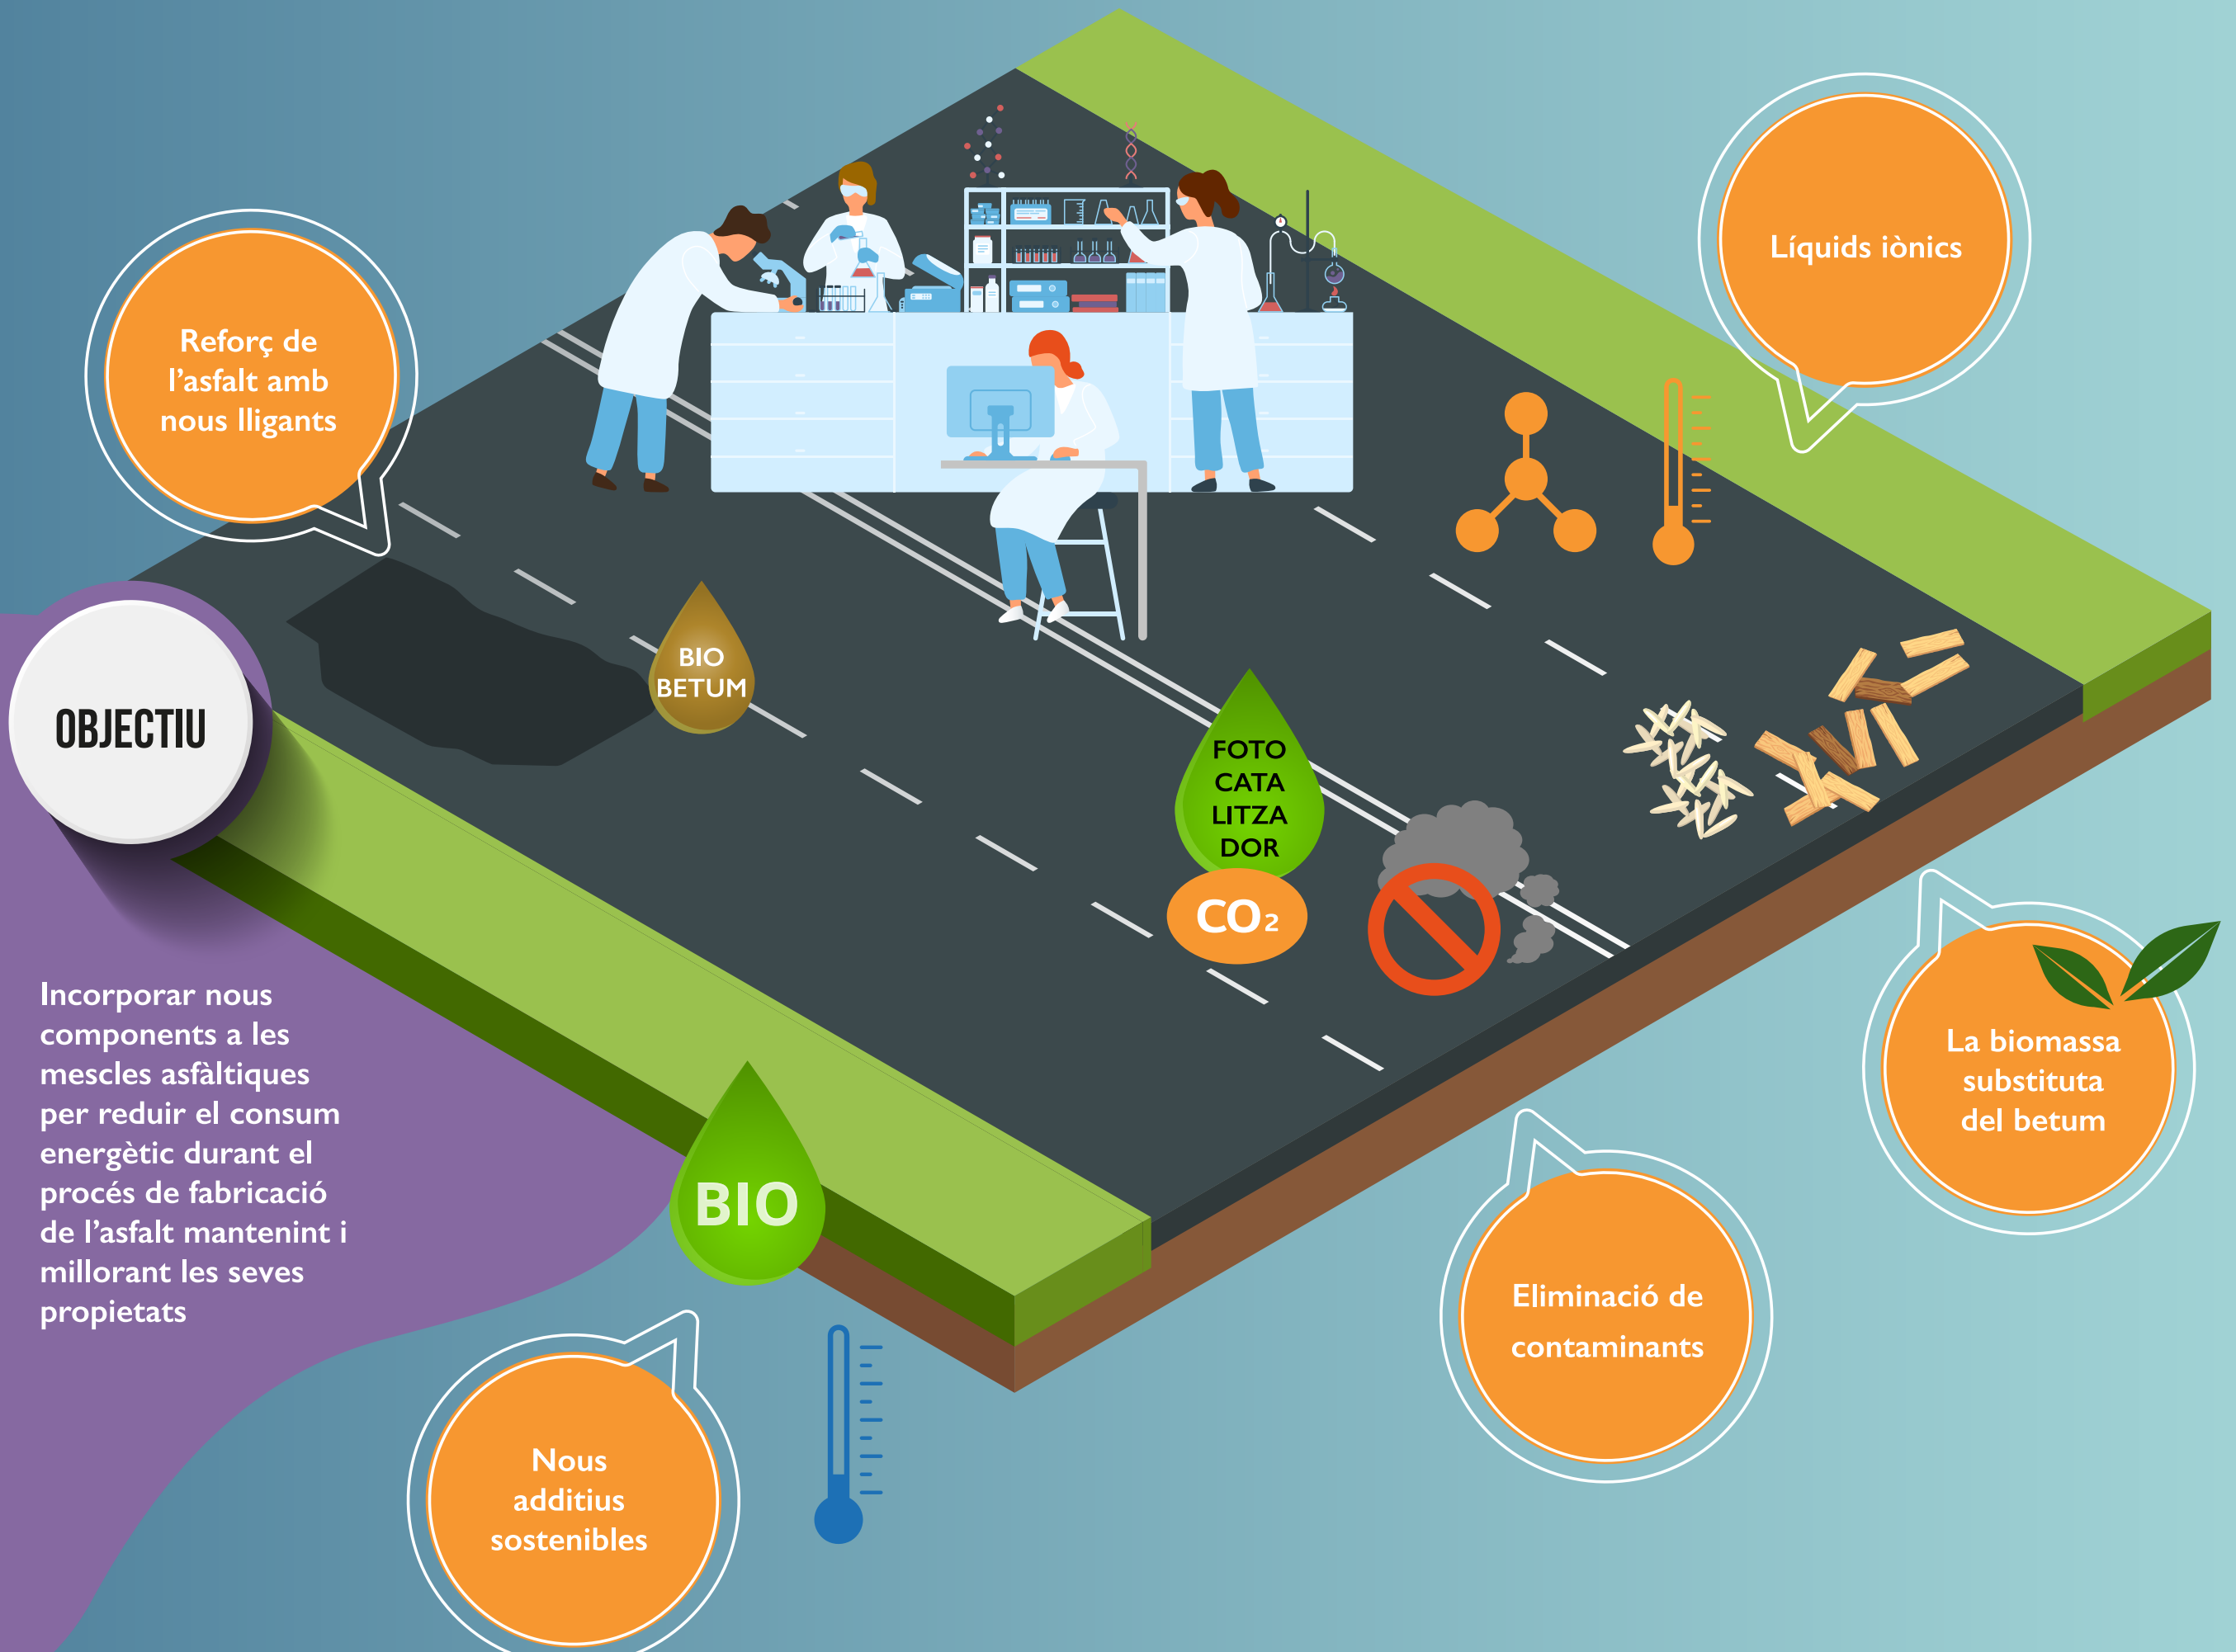 Líquids iònics
Reforç de
l’asfalt amb
nous lligants
BIO
BETUM
OBJECTIU
FOTO
CATA
LITZA
DOR
CO₂
Incorporar nous
components a les
mescles asfàltiques
per reduir el consum
energètic durant el
procés de fabricació
de l’asfalt mantenint i
millorant les seves
propietats
La biomassa
substituta
del betum
BIO
Eliminació de
contaminants
Nous
additius
sostenibles